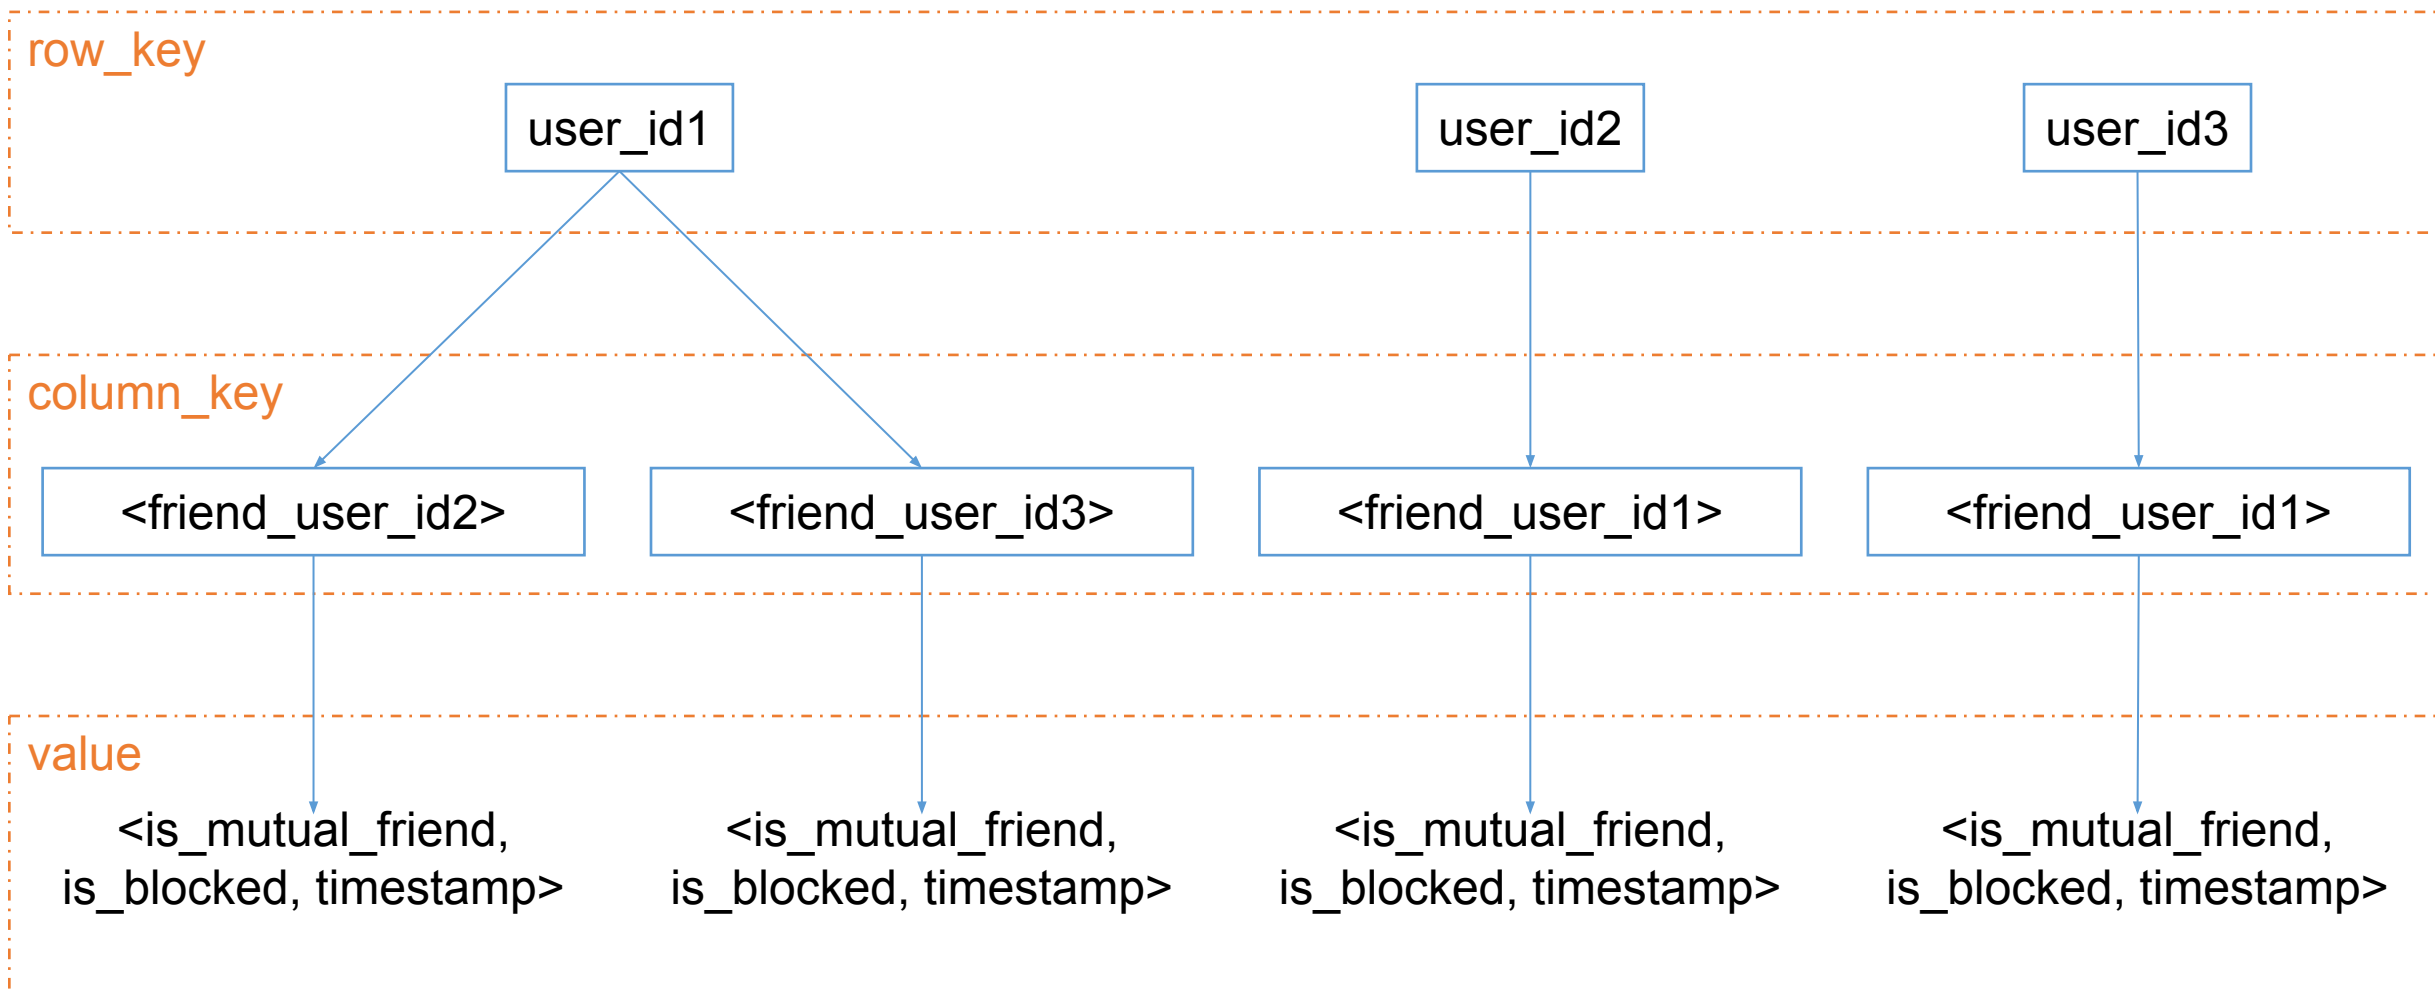 row_key
user_id1
user_id2
user_id3
column_key
<friend_user_id2>
<friend_user_id3>
<friend_user_id1>
<friend_user_id1>
value
<is_mutual_friend,
is_blocked, timestamp>
<is_mutual_friend,
is_blocked, timestamp>
<is_mutual_friend,
is_blocked, timestamp>
<is_mutual_friend,
is_blocked, timestamp>